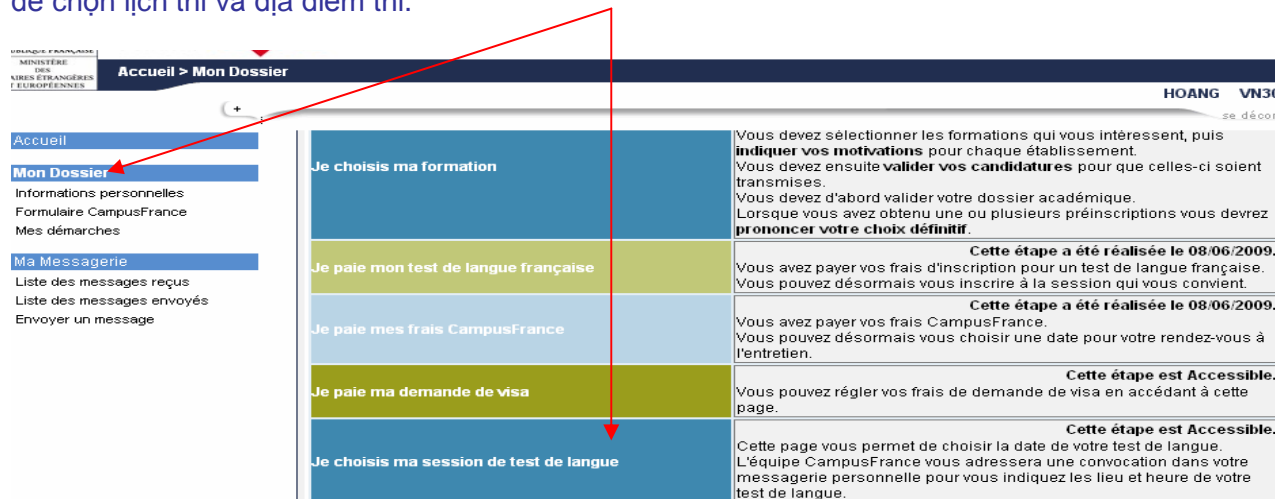 để chọn lịch thi và địa điểm thi.
MINISTÈRE
DES
ÉTRANGÈRES
EUROPÉENNES
Accueil > Mon Dossier
HOANG VN30
se décon
+
Accueil
Mon Dossier
Informations personnelles
Formulaire CampusFrance
Mes démarches
Ma Messagerie
Liste des messages reçus
Liste des messages envoyés
Envoyer un message
Je choisis ma formation
Vous devez sélectionner les formations qui vous intéressent, puis
indiquer vos motivations pour chaque établissement.
Vous devez ensuite valider vos candidatures pour que celles-ci soient
transmises.
Vous devez d'abord valider votre dossier académique.
Lorsque vous avez obtenu une ou plusieurs préinscriptions vous devrez
prononcer votre choix définitif.
Je paie mon test de langue française
Cette étape a été réalisée le 08/06/2009.
Vous avez payer vos frais d'inscription pour un test de langue française.
Vous pouvez désormais vous inscrire à la session qui vous convient.
Je paie mes frais CampusFrance
Cette étape a été réalisée le 08/06/2009.
Vous avez payer vos frais CampusFrance.
Vous pouvez désormais vous choisir une date pour votre rendez-vous à
l'entretien.
Je paie ma demande de visa
Cette étape est Accessible.
Vous pouvez régler vos frais de demande de visa en accédant à cette
page.
Je choisis ma session de test de langue
Cette étape est Accessible.
Cette page vous permet de choisir la date de votre test de langue.
L'équipe CampusFrance vous adressera une convocation dans votre
messagerie personnelle pour vous indiquez les lieu et heure de votre
test de langue.